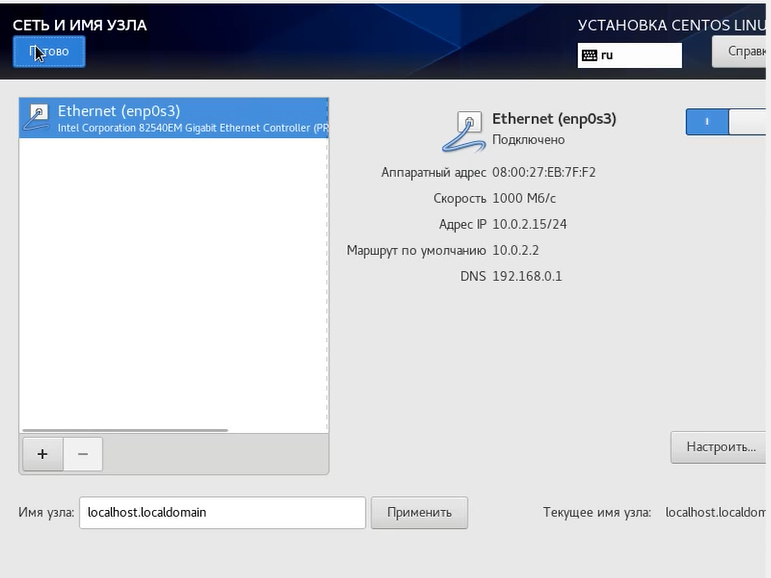 СЕТЬ И ИМЯ УЗЛА
УСТАНОВКА CENTOS LINU
Готово
ru
Справк
Ethernet (enp0s3)
Intel Corporation 82540EM Gigabit Ethernet Controller (PR
Ethernet (enp0s3)
Подключено
Аппаратный адрес 08:00:27:EB:7F:F2
Скорость 1000 Мб/с
Адрес IP 10.0.2.15/24
Маршрут по умолчанию 10.0.2.2
DNS 192.168.0.1
+ −
Настроить...
Имя узла: localhost.localdomain Применить Текущее имя узла: localhost.localdom